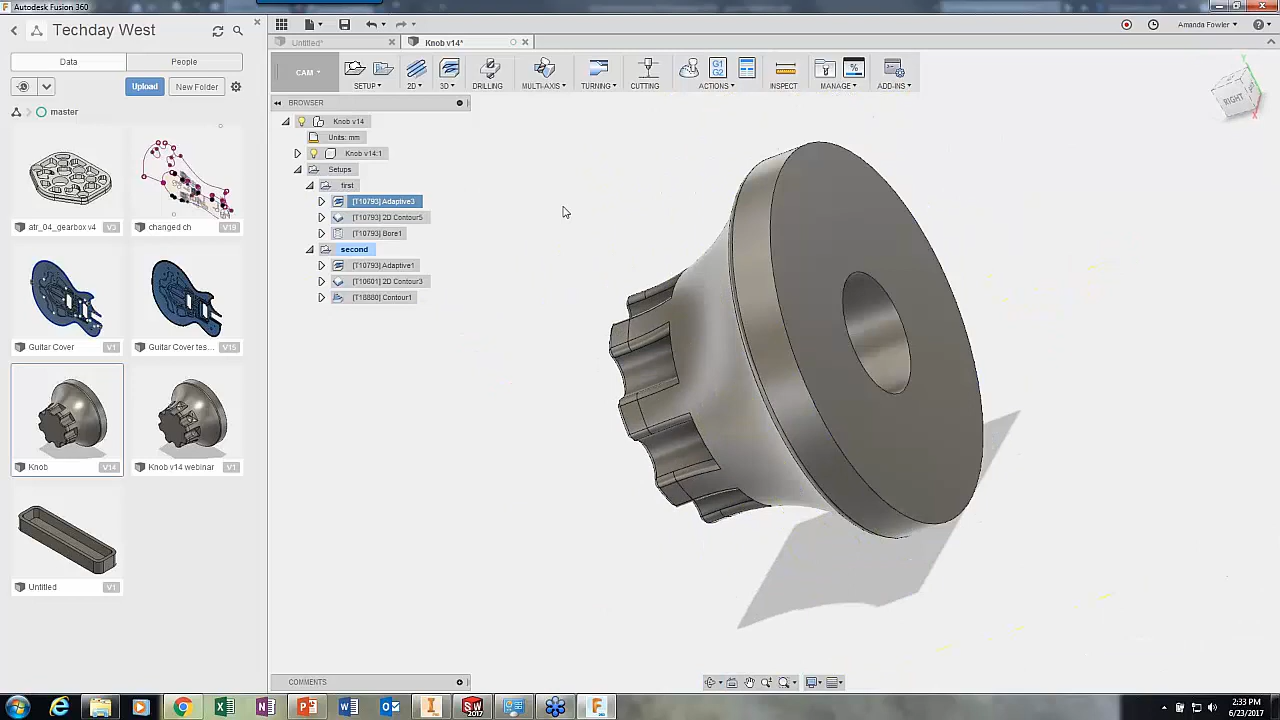 Autodesk Fusion 360
Techday West
Data
People
Upload
New Folder
master
atr_04_gearbox v4
V3
changed ch
V19
Guitar Cover
V1
Guitar Cover tes...
V15
Knob
V14
Knob v14 webinar
V1
Untitled
V1
Amanda Fowler
Untitled*
Knob v14*
CAM
SETUP
2D
3D
DRILLING
MULTI-AXIS
TURNING
CUTTING
G1
G2
ACTIONS
INSPECT
MANAGE
ADD-INS
BROWSER
Knob v14
Units: mm
Knob v14:1
Setups
first
[T10793] Adaptive3
[T10793] 2D Contour5
[T10793] Bore1
second
[T10793] Adaptive1
[T10601] 2D Contour3
[T18880] Contour1
RIGHT
COMMENTS
2:33 PM
6/23/2017